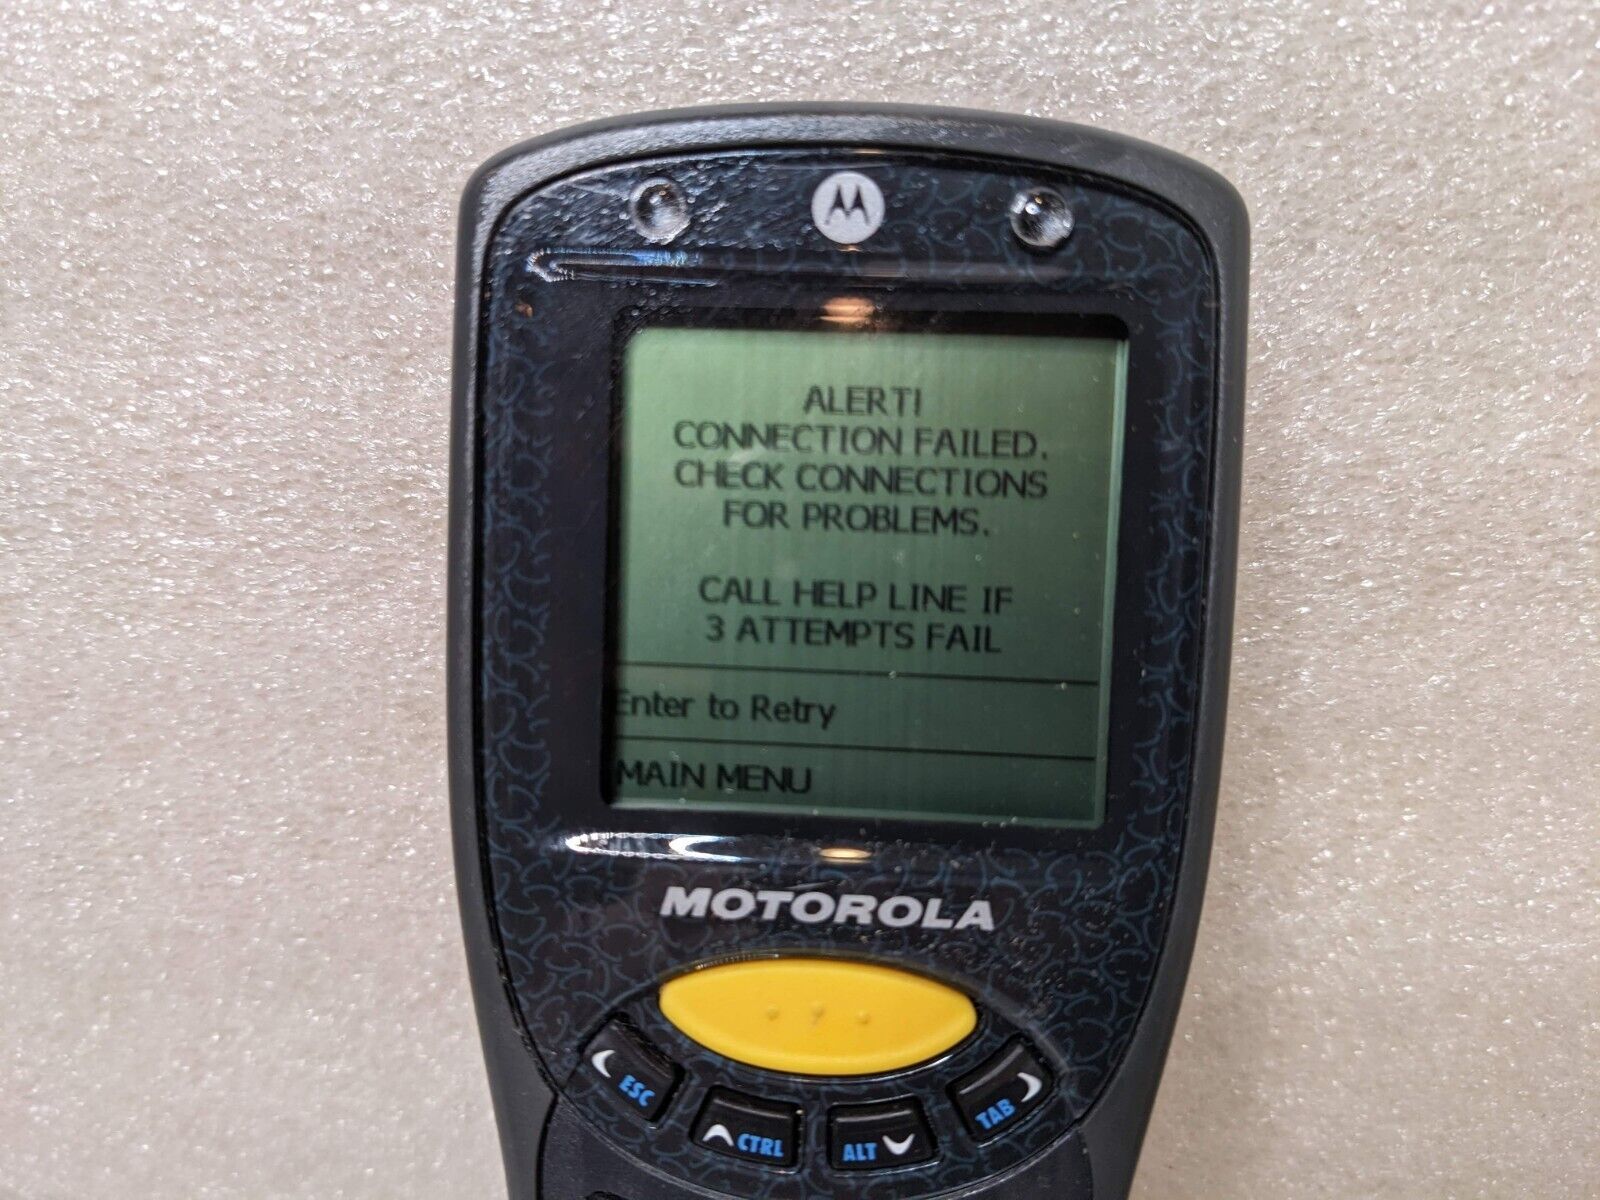 ALERT!
CONNECTION FAILED.
CHECK CONNECTIONS
FOR PROBLEMS.
CALL HELP LINE IF
3 ATTEMPTS FAIL
Enter to Retry
MAIN MENU
MOTOROLA
ESC
CTRL
ALT
TAB